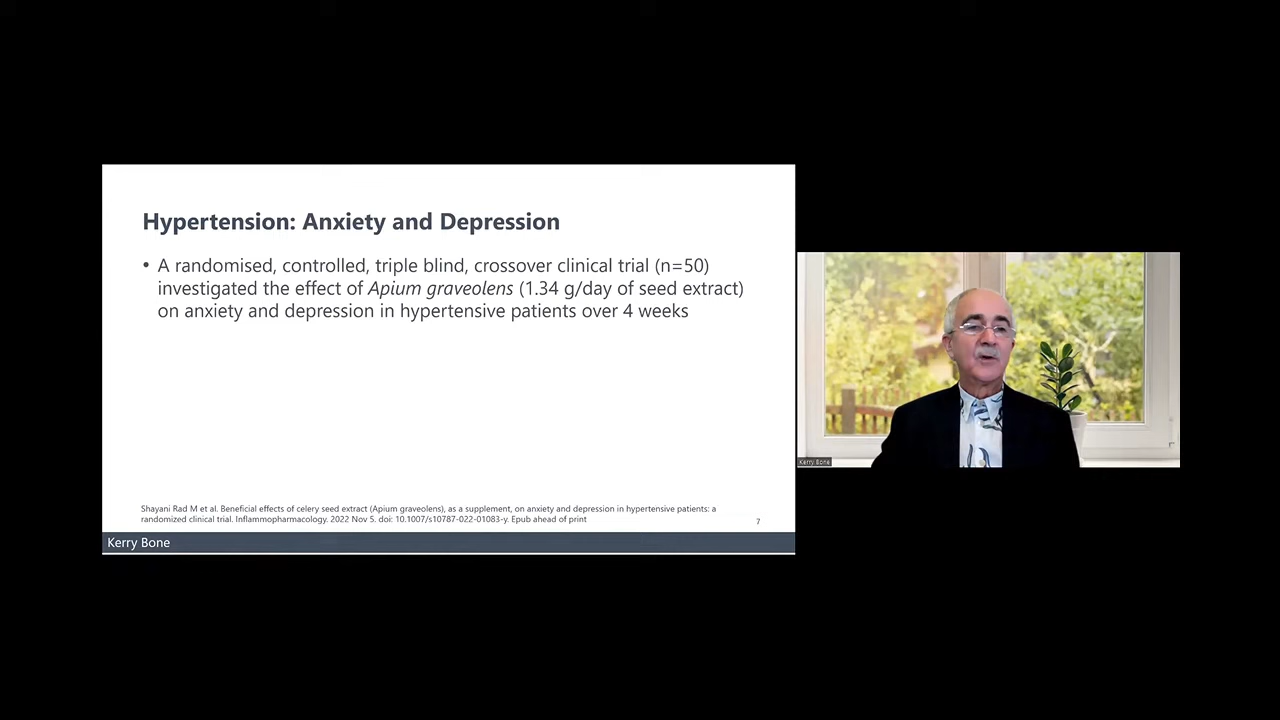 Hypertension: Anxiety and Depression
• A randomised, controlled, triple blind, crossover clinical trial (n=50)
investigated the effect of Apium graveolens (1.34 g/day of seed extract)
on anxiety and depression in hypertensive patients over 4 weeks
Shayani Rad M et al. Beneficial effects of celery seed extract (Apium graveolens), as a supplement, on anxiety and depression in hypertensive patients: a
randomized clinical trial. Inflammopharmacology. 2022 Nov 5. doi: 10.1007/s10787-022-01083-y. Epub ahead of print
7
Kerry Bone
Kerry Bone